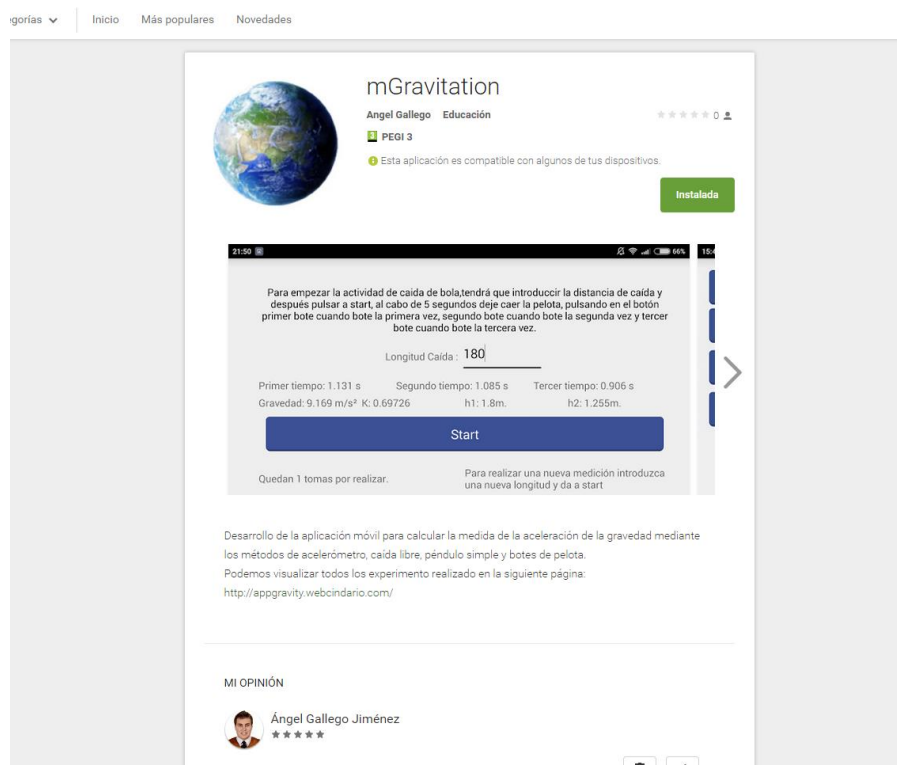 egorías Inicio Más populares Novedades
mGravitation
Angel Gallego Educación 0
3 PEGI 3
Esta aplicación es compatible con algunos de tus dispositivos.
Instalada
21:50 66% 15:4
Para empezar la actividad de caida de bola,tendrá que introduccir la distancia de caída y
después pulsar a start, al cabo de 5 segundos deje caer la pelota, pulsando en el botón
primer bote cuando bote la primera vez, segundo bote cuando bote la segunda vez y tercer
bote cuando bote la tercera vez.
Longitud Caída : 180
Primer tiempo: 1.131 s Segundo tiempo: 1.085 s Tercer tiempo: 0.906 s
Gravedad: 9.169 m/s² K: 0.69726 h1: 1.8m. h2: 1.255m.
Start
Quedan 1 tomas por realizar.
Para realizar una nueva medición introduzca
una nueva longitud y da a start
Desarrollo de la aplicación móvil para calcular la medida de la aceleración de la gravedad mediante
los métodos de acelerómetro, caída libre, péndulo simple y botes de pelota.
Podemos visualizar todos los experimento realizado en la siguiente página:
http://appgravity.webcindario.com/
MI OPINIÓN
Ángel Gallego Jiménez